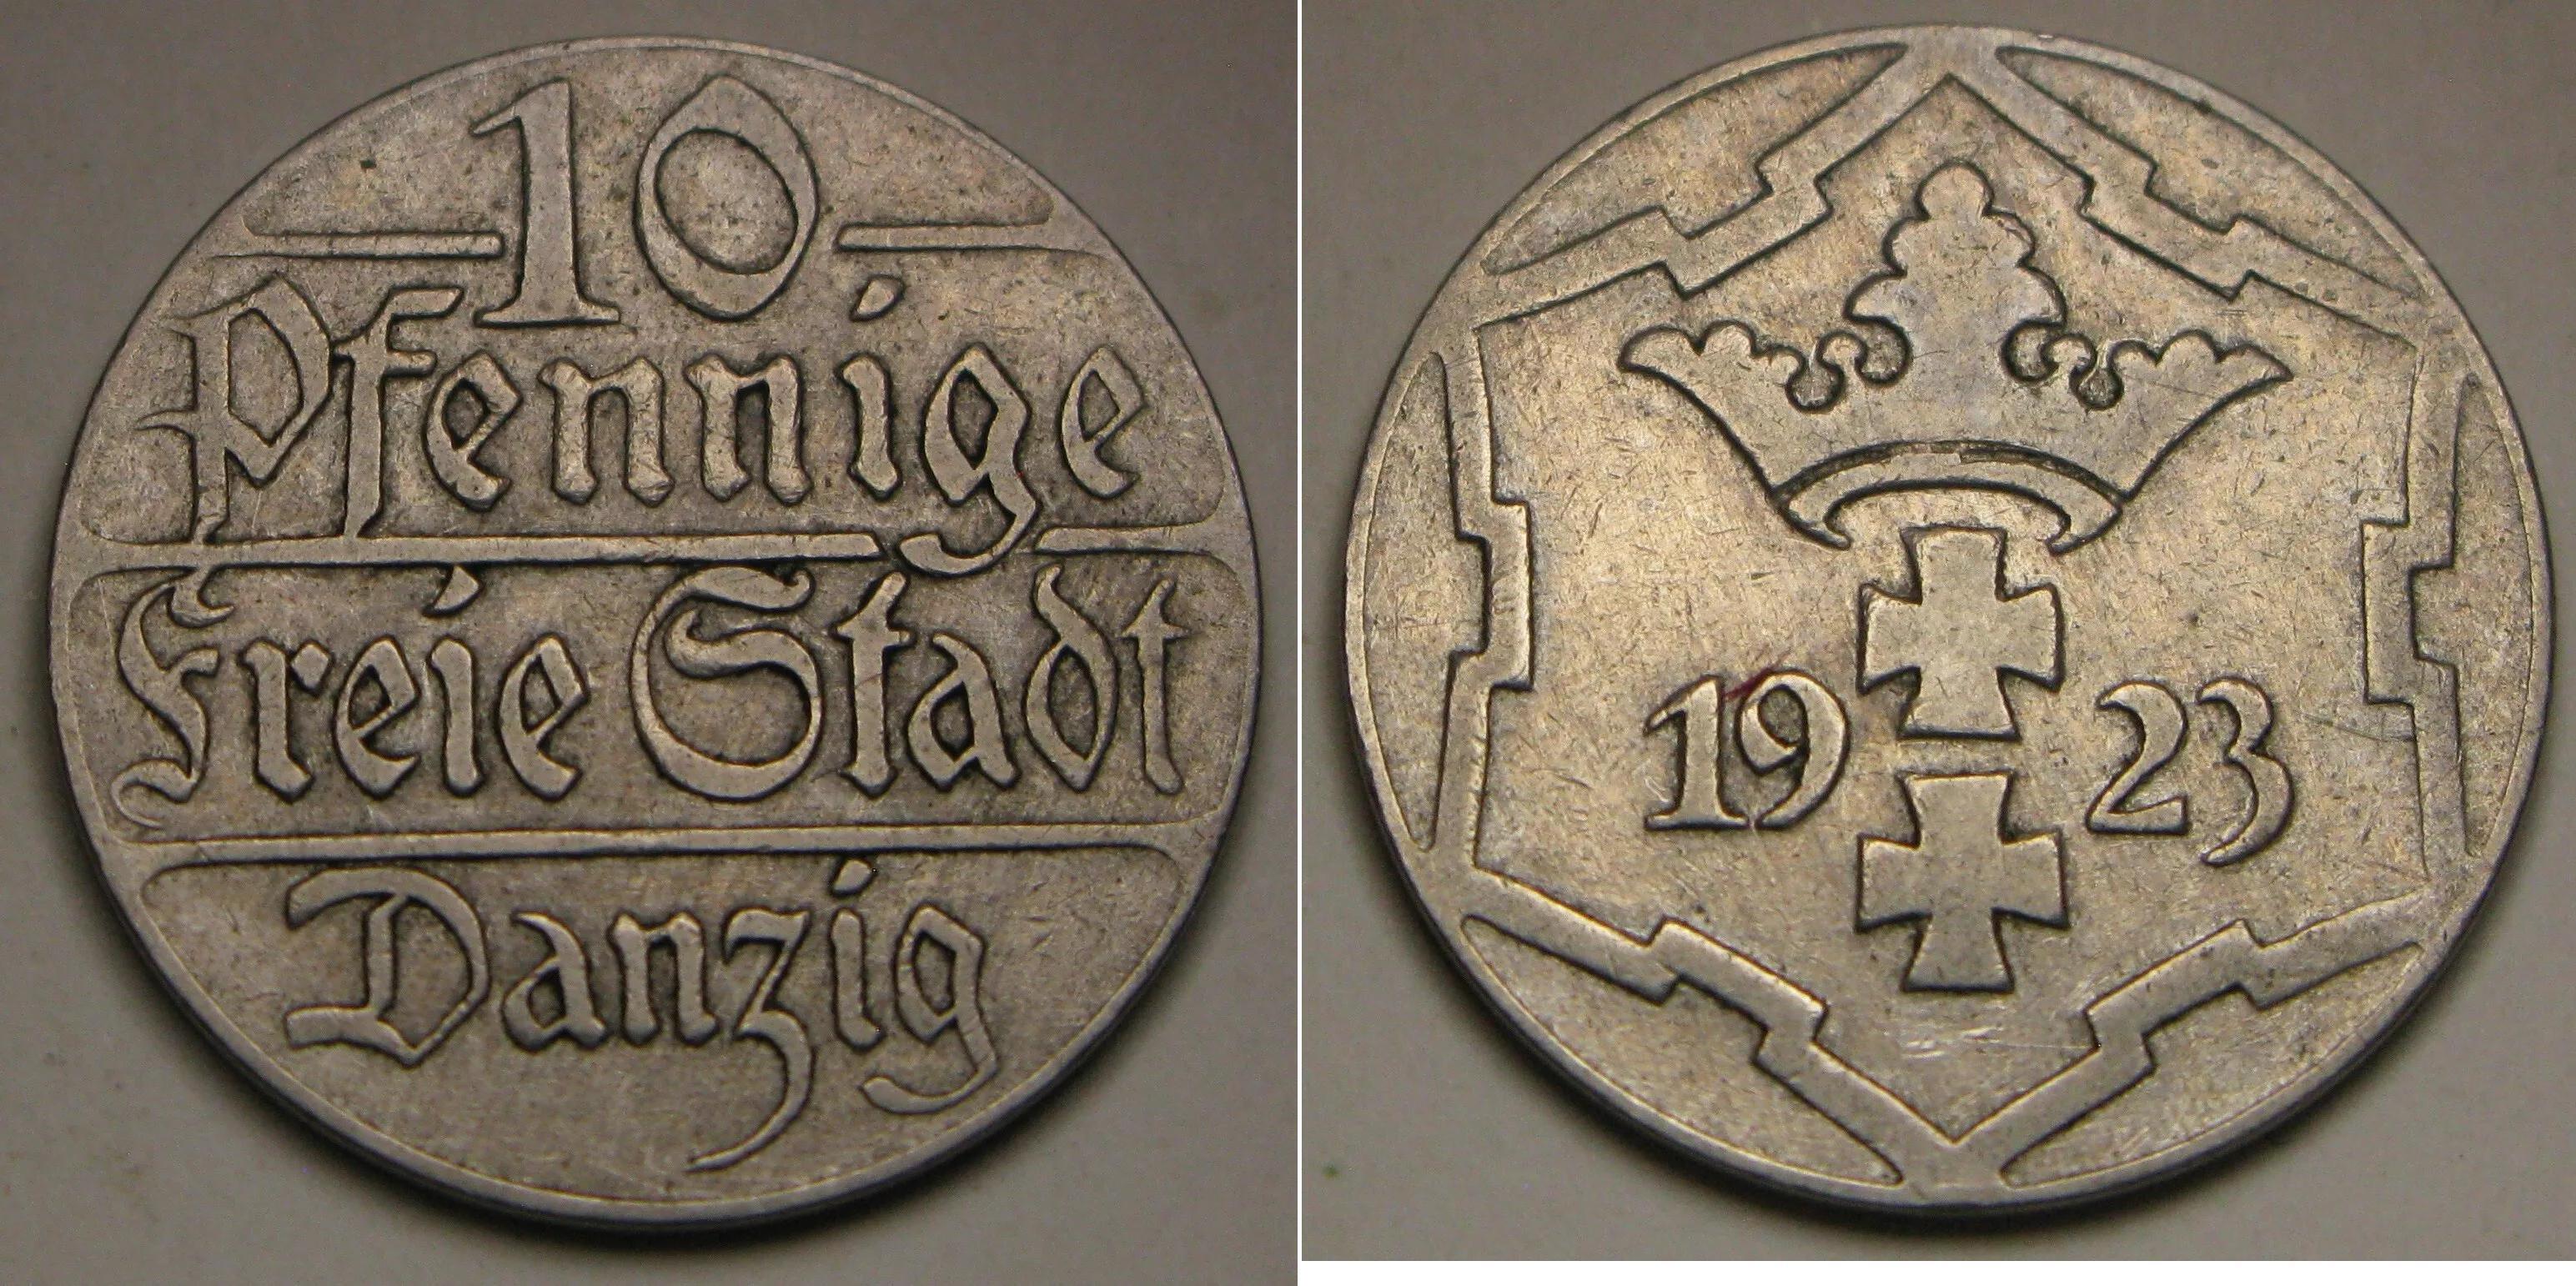 10
Pfennige
Freie Stadt
Danzig
1923